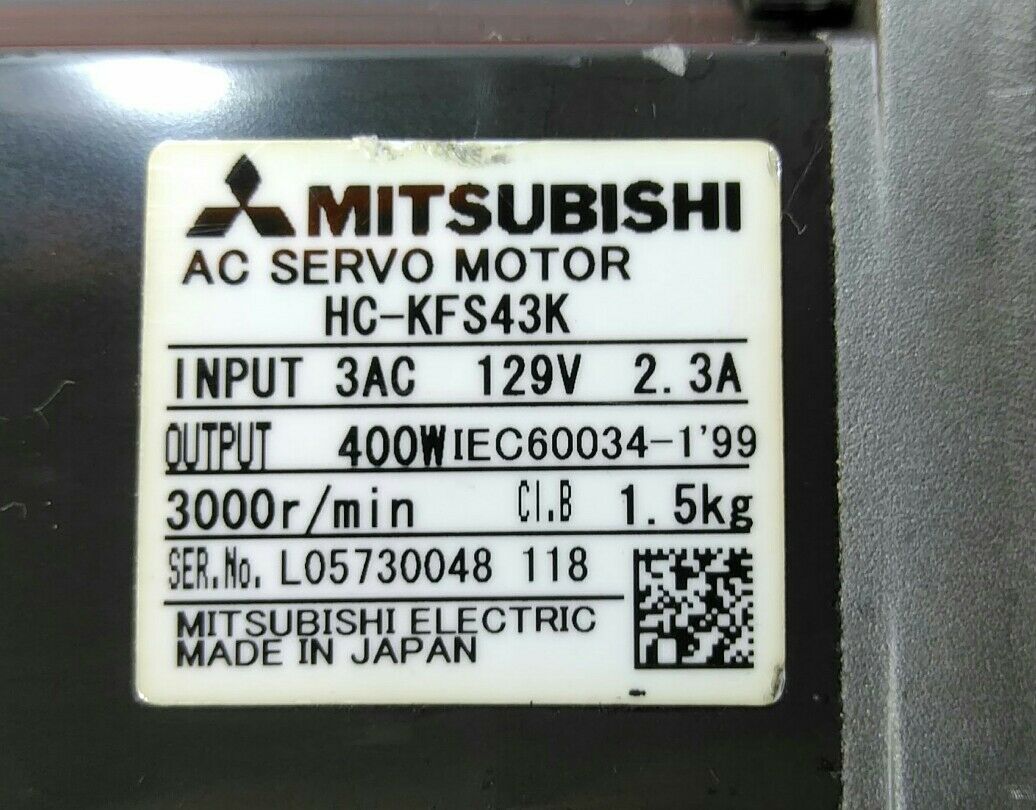 MITSUBISHI
AC SERVO MOTOR
HC-KFS43K
INPUT 3AC 129V 2.3A
OUTPUT 400W IEC60034-1'99
3000r/min CI.B 1.5kg
SER.No. L05730048 118
MITSUBISHI ELECTRIC
MADE IN JAPAN